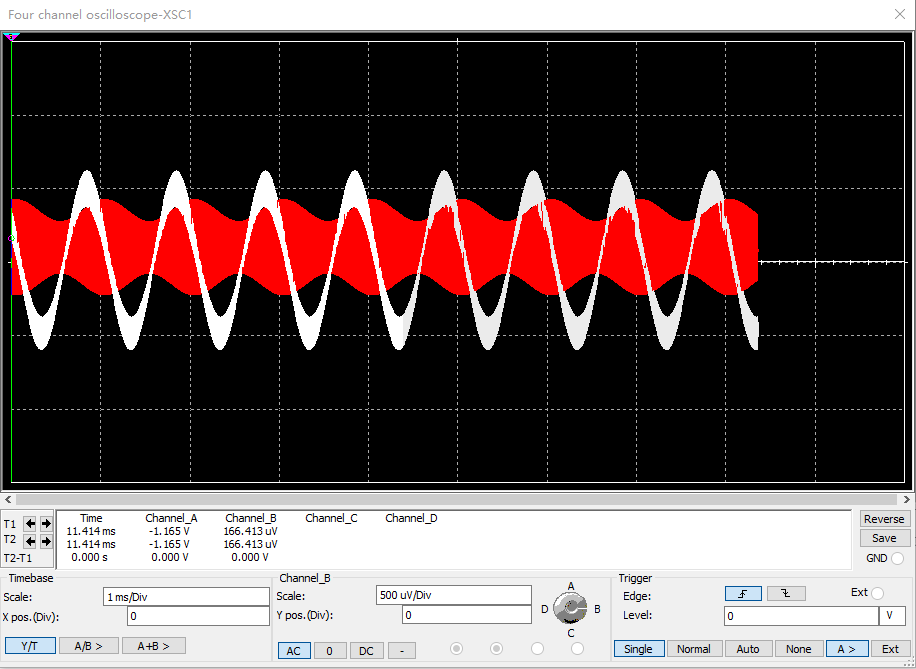 Four channel oscilloscope-XSC1
T1
T2
T2-T1
Time Channel_A Channel_B Channel_C Channel_D
11.414 ms -1.165 V 166.413 uV
11.414 ms -1.165 V 166.413 uV
0.000 s 0.000 V 0.000 V
Reverse
Save
GND
Timebase
Scale: 1 ms/Div
X pos.(Div): 0
Y/T A/B > A+B >
Channel_B
Scale: 500 uV/Div
Y pos.(Div): 0
AC 0 DC -
A
D B
C
Trigger
Edge: Ext
Level: 0 V
Single Normal Auto None A > Ext